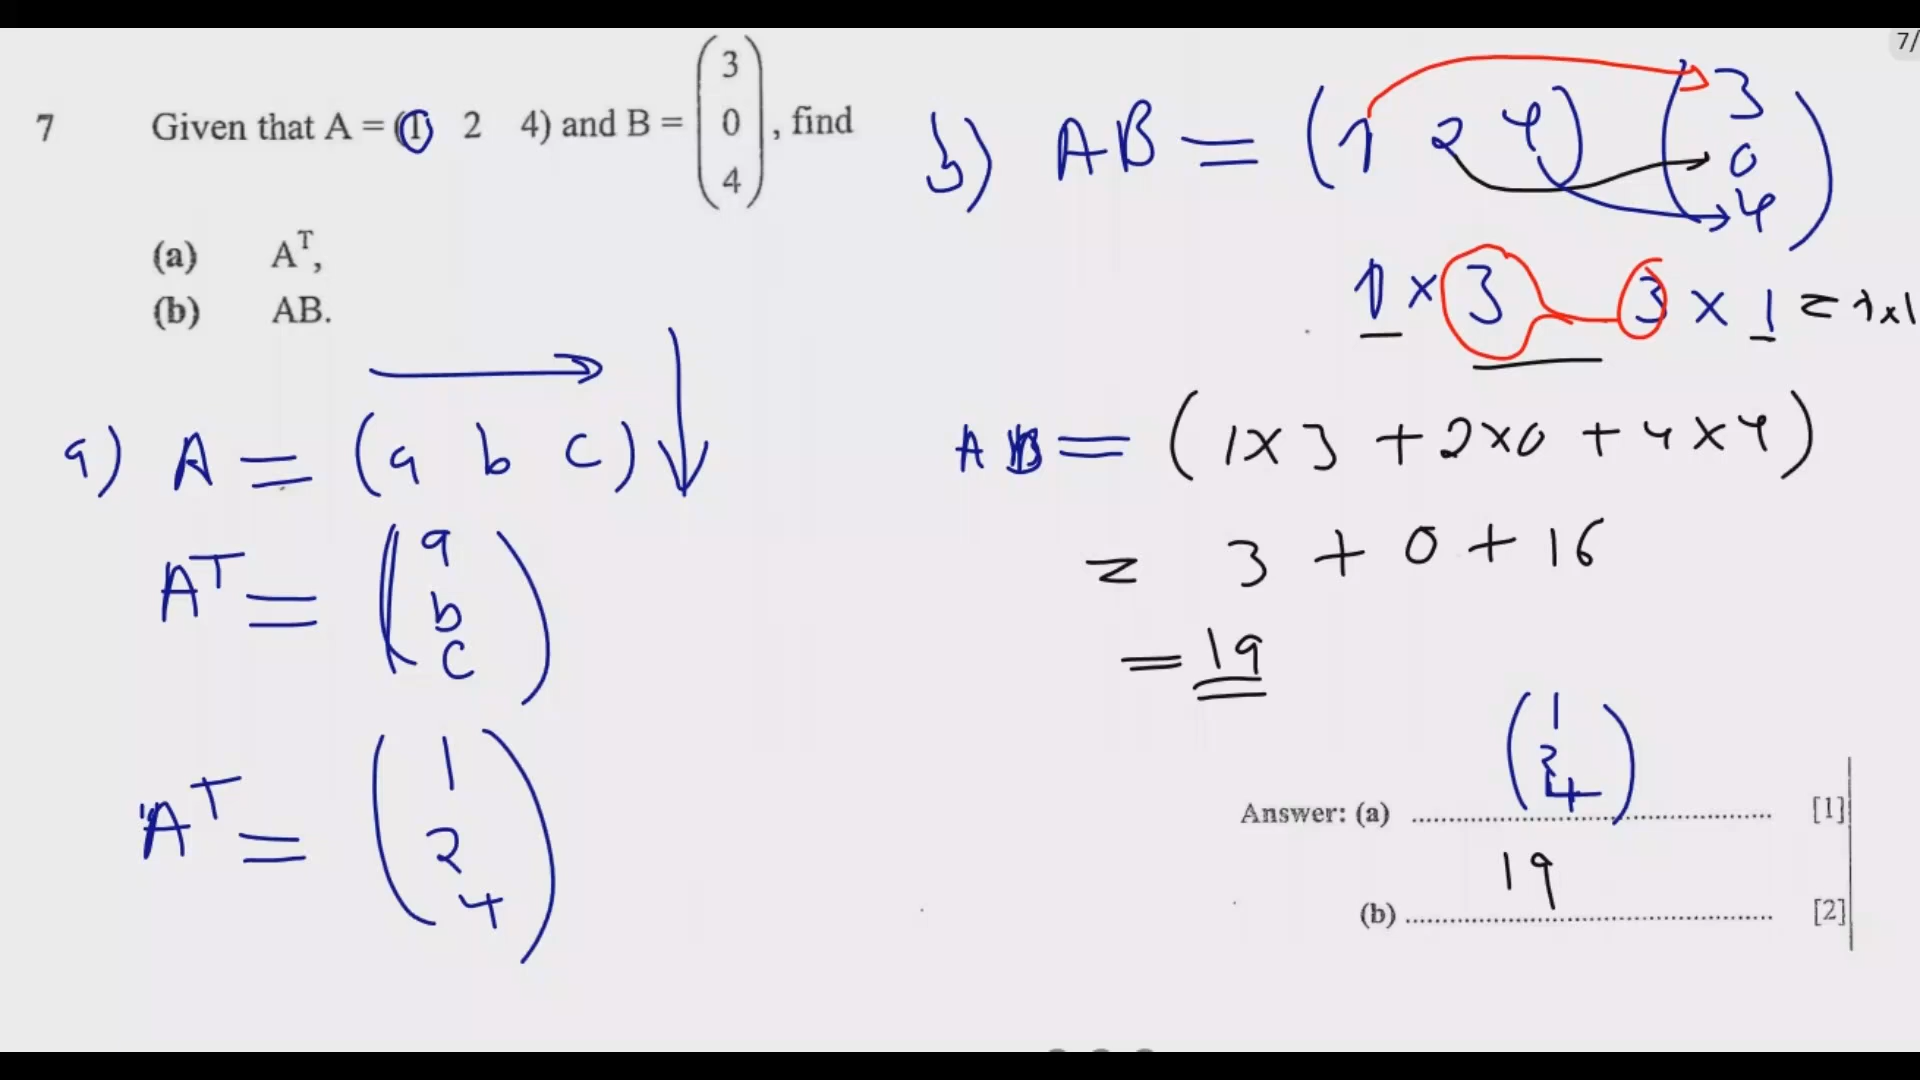 7/
7 Given that A = (1 2 4) and B = (3 0 4), find
(a) Aᵀ,
(b) AB.
a) A = (a b c)
Aᵀ = (a b c)
Aᵀ = (1 2 4)
b) AB = (1 2 4) (3 0 4)
1 × 3 3 × 1 = 1×1
AB = (1×3 + 2×0 + 4×4)
= 3 + 0 + 16
= 19
(1 2 4)
Answer: (a) .......... [1]
19
(b) .......... [2]